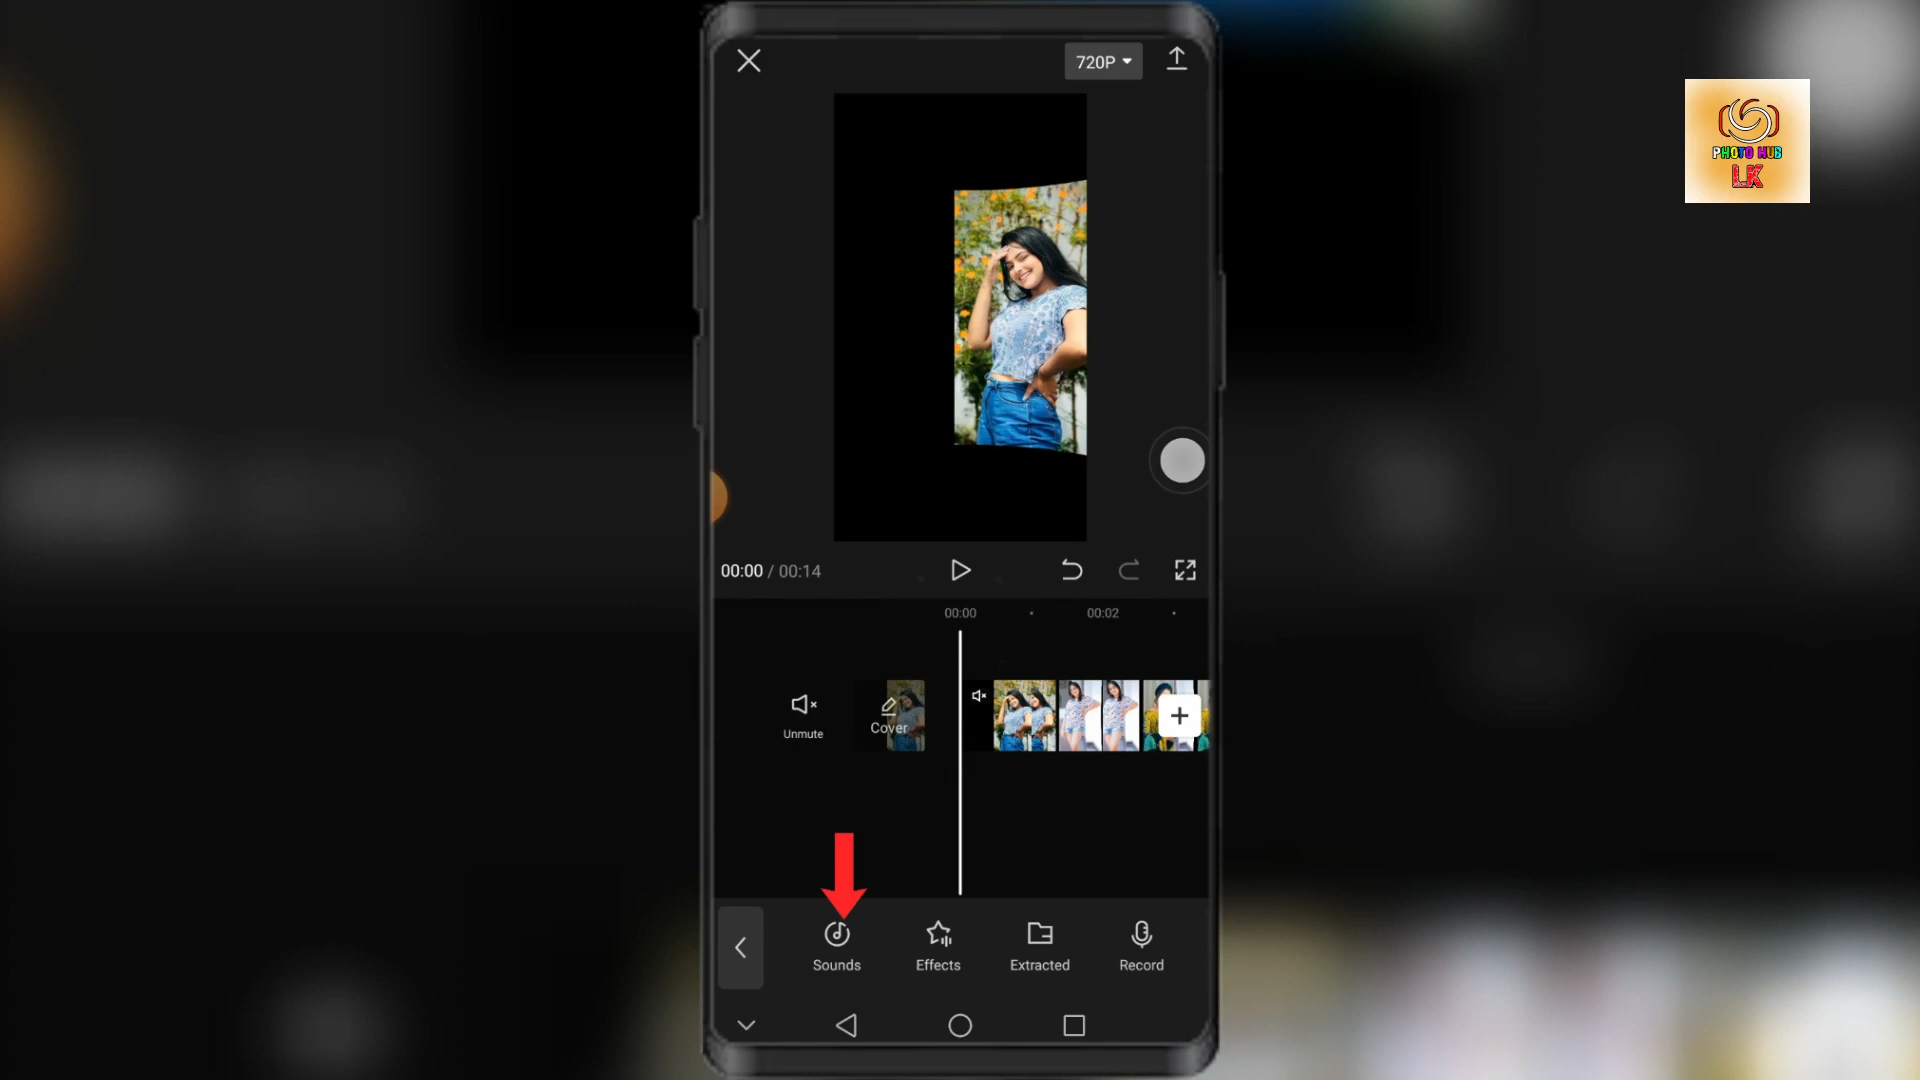 720P
PHOTO HUB
LK
00:00 / 00:14
00:00
00:02
Unmute
Cover
Sounds
Effects
Extracted
Record